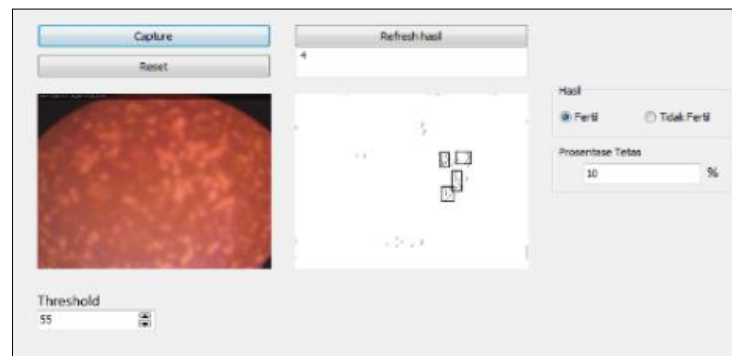 Capture
Refresh hasil
Reset
4
Hasil
Fertil
Tidak Fertil
Prosentase Tetas
10
%
Threshold
55